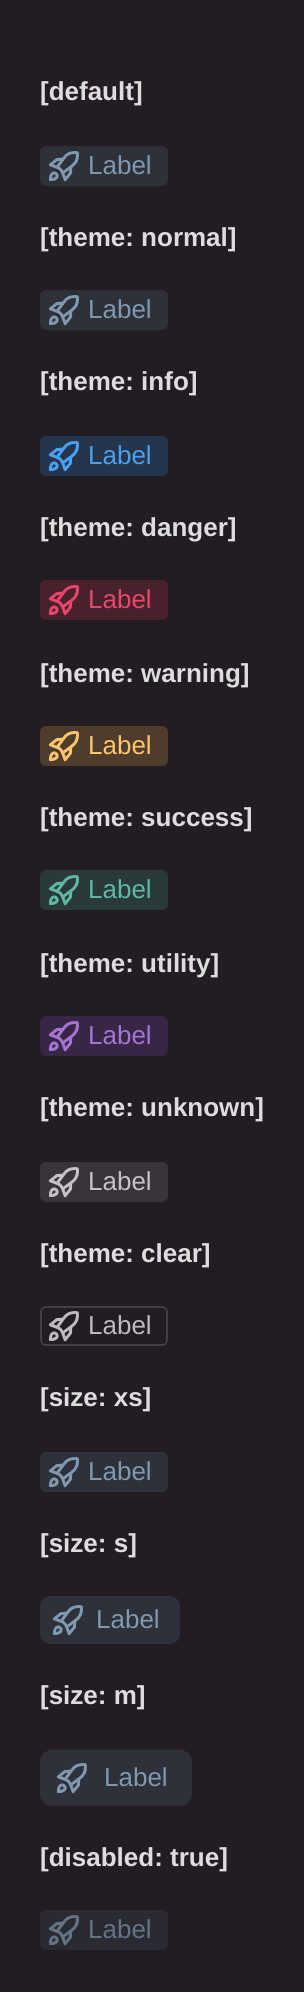 [default]
Label
[theme: normal]
Label
[theme: info]
Label
[theme: danger]
Label
[theme: warning]
Label
[theme: success]
Label
[theme: utility]
Label
[theme: unknown]
Label
[theme: clear]
Label
[size: xs]
Label
[size: s]
Label
[size: m]
Label
[disabled: true]
Label